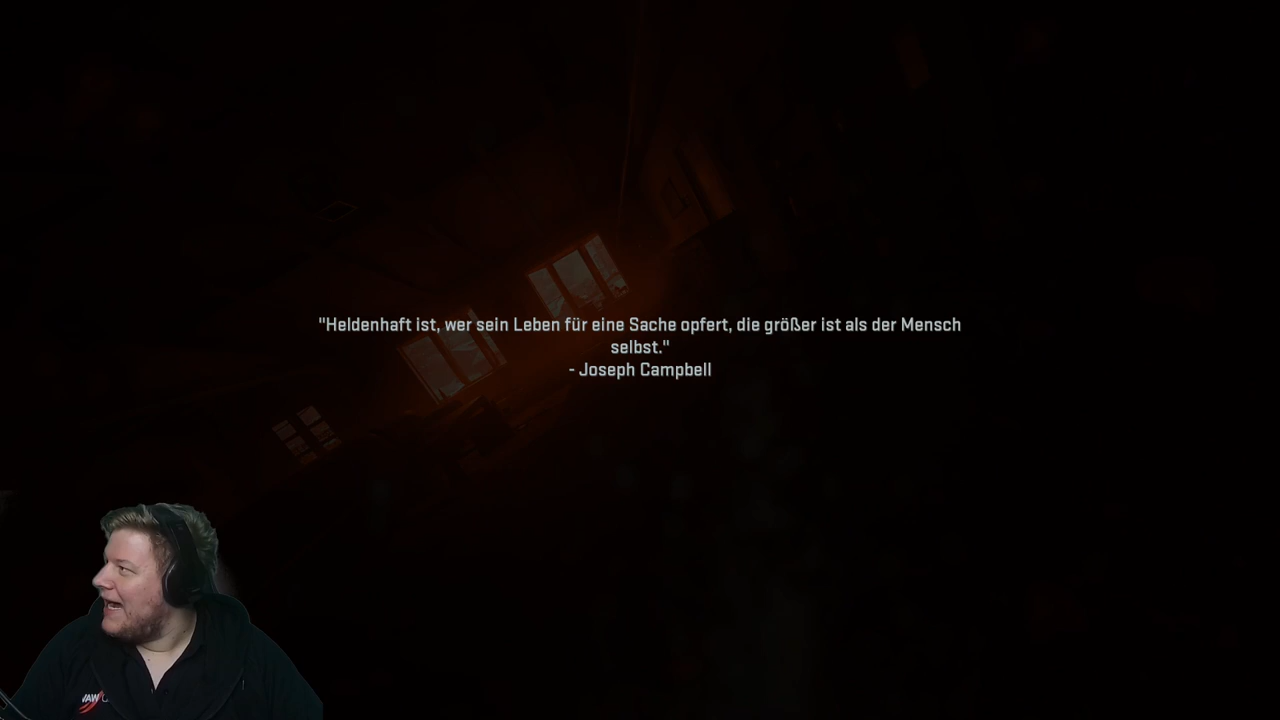 "Heldenhaft ist, wer sein Leben für eine Sache opfert, die größer ist als der Mensch
selbst."
- Joseph Campbell